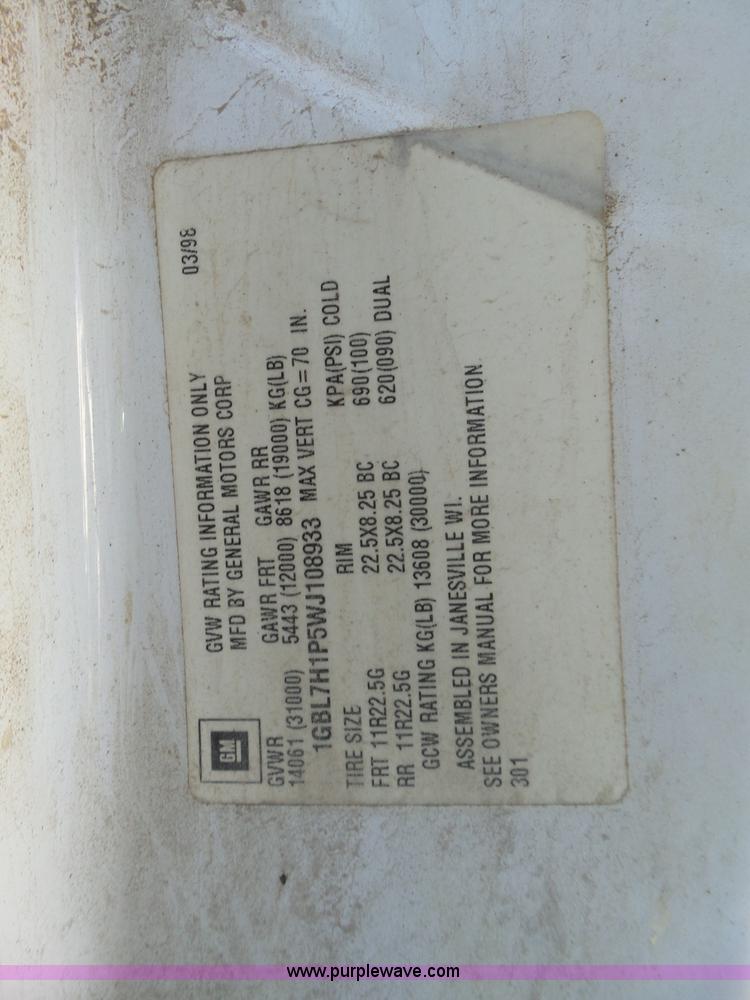 GM
GVW RATING INFORMATION ONLY 03/98
MFD BY GENERAL MOTORS CORP
GVWR GAWR FRT GAWR RR
14061 (31000) 5443 (12000) 8618 (19000) KG(LB)
1GBL7H1P5WJ108933 MAX VERT CG=70 IN.
TIRE SIZE RIM KPA(PSI) COLD
FRT 11R22.5G 22.5X8.25 BC 690(100)
RR 11R22.5G 22.5X8.25 BC 620(090) DUAL
GCW RATING KG(LB) 13608 (30000)
ASSEMBLED IN JANESVILLE WI.
SEE OWNERS MANUAL FOR MORE INFORMATION
301
www.purplewave.com